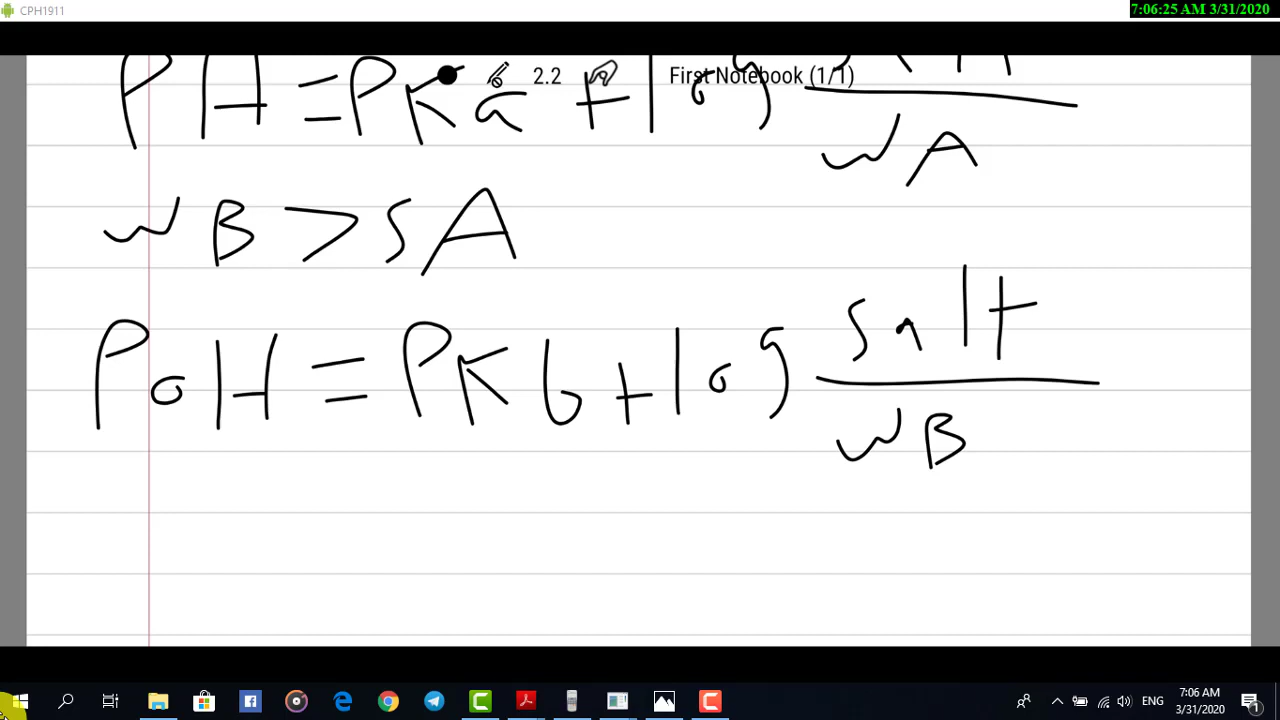 CPH1911
7:06:25 AM 3/31/2020
2.2 First Notebook (1/1)
PH = PKa + log
WA
WB > SA
POH = PKb + log salt
WB
ENG
7:06 AM
3/31/2020